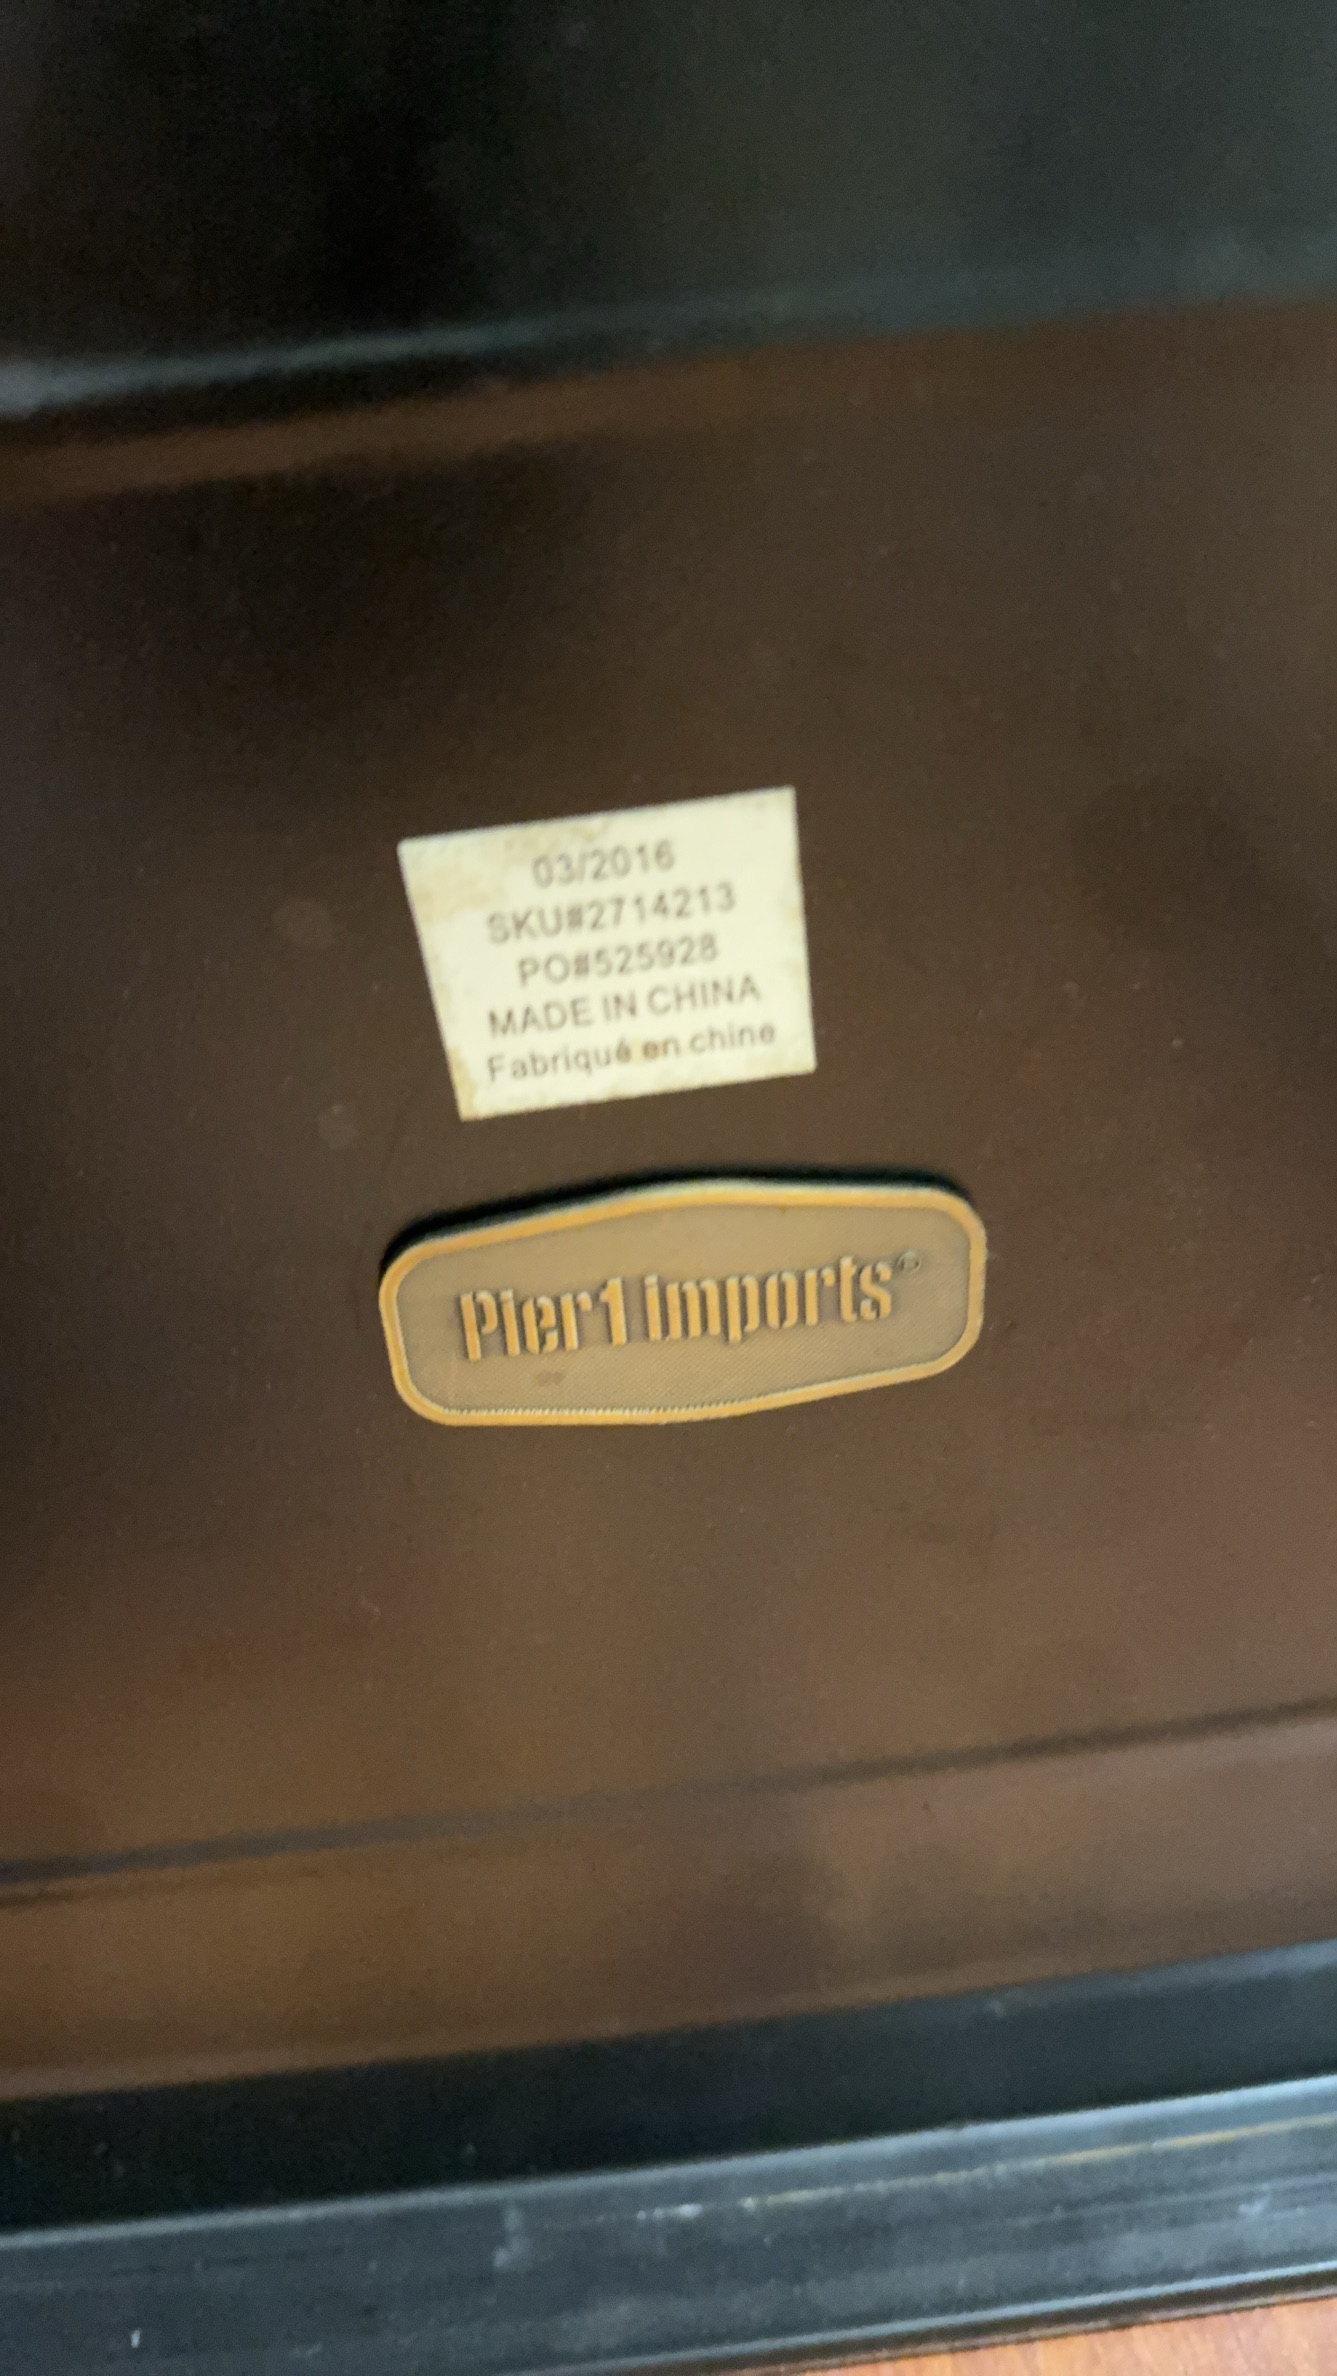 03/2016
SKU#2714213
PO#525928
MADE IN CHINA
Fabriqué en chine
Pier1 imports®